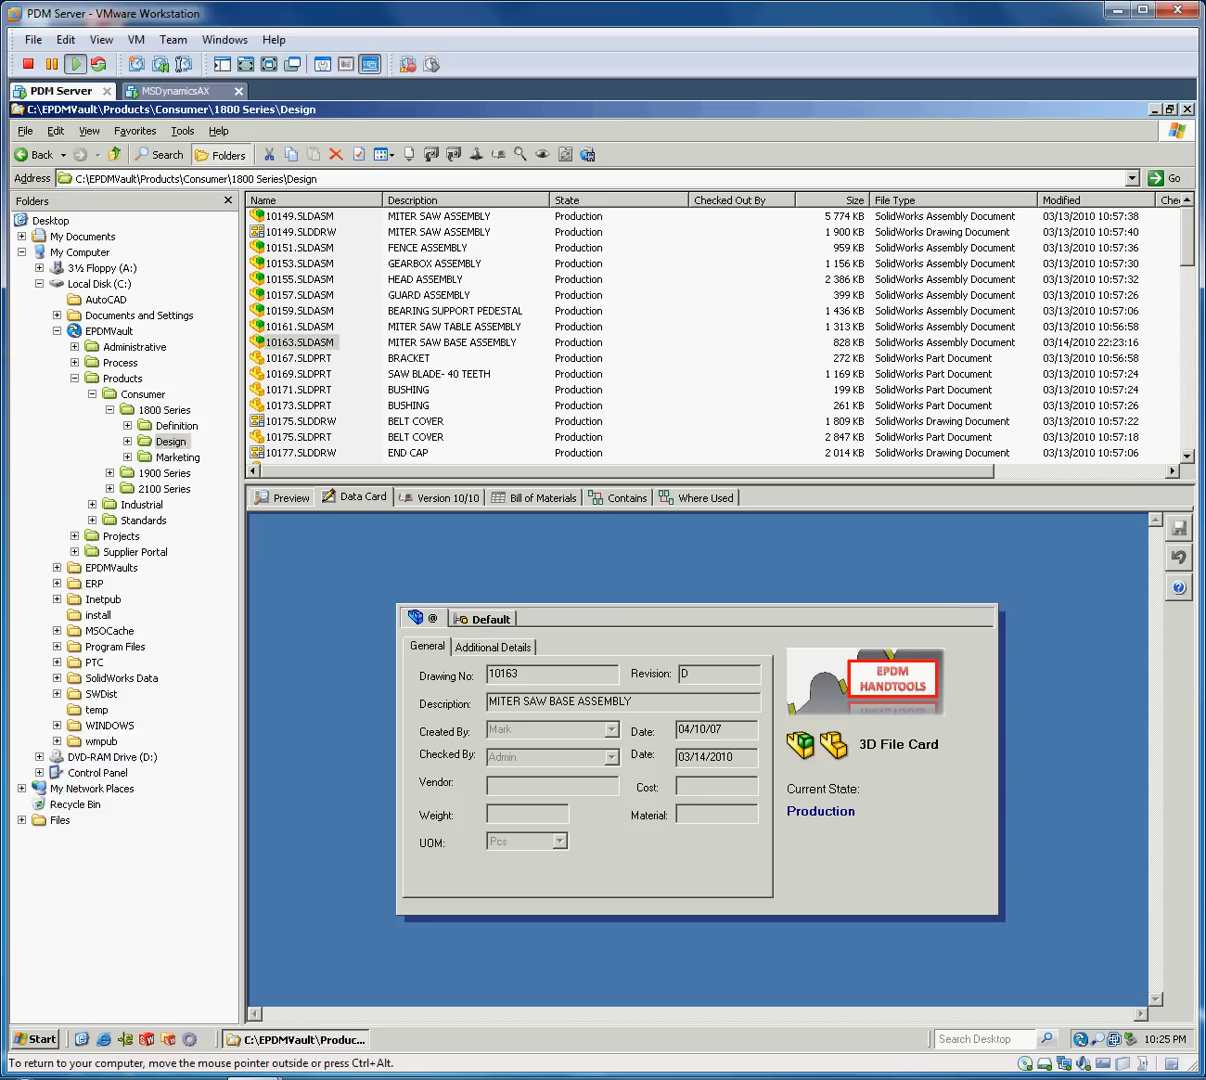 PDM Server - VMware Workstation
File Edit View VM Team Windows Help
PDM Server MSDynamicsAX
C:\EPDMVault\Products\Consumer\1800 Series\Design
File Edit View Favorites Tools Help
Back Search Folders
Address C:\EPDMVault\Products\Consumer\1800 Series\Design Go
Folders
Desktop
My Documents
My Computer
3½ Floppy (A:)
Local Disk (C:)
AutoCAD
Documents and Settings
EPDMVault
Administrative
Process
Products
Consumer
1800 Series
Definition
Design
Marketing
1900 Series
2100 Series
Industrial
Standards
Projects
Supplier Portal
EPDMVaults
ERP
Inetpub
install
MSOCache
Program Files
PTC
SolidWorks Data
SWDist
temp
WINDOWS
wmpub
DVD-RAM Drive (D:)
Control Panel
My Network Places
Recycle Bin
Files
Name Description State Checked Out By Size File Type Modified Chec
10149.SLDASM MITER SAW ASSEMBLY Production 5 774 KB SolidWorks Assembly Document 03/13/2010 10:57:38
10149.SLDDRW MITER SAW ASSEMBLY Production 1 900 KB SolidWorks Drawing Document 03/13/2010 10:57:40
10151.SLDASM FENCE ASSEMBLY Production 959 KB SolidWorks Assembly Document 03/13/2010 10:57:36
10153.SLDASM GEARBOX ASSEMBLY Production 1 156 KB SolidWorks Assembly Document 03/13/2010 10:57:36
10155.SLDASM HEAD ASSEMBLY Production 2 386 KB SolidWorks Assembly Document 03/13/2010 10:57:32
10157.SLDASM GUARD ASSEMBLY Production 399 KB SolidWorks Assembly Document 03/13/2010 10:57:26
10159.SLDASM BEARING SUPPORT PEDESTAL Production 1 436 KB SolidWorks Assembly Document 03/13/2010 10:57:06
10161.SLDASM MITER SAW TABLE ASSEMBLY Production 1 313 KB SolidWorks Assembly Document 03/13/2010 10:56:58
10163.SLDASM MITER SAW BASE ASSEMBLY Production 828 KB SolidWorks Assembly Document 03/14/2010 22:23:16
10167.SLDPRT BRACKET Production 272 KB SolidWorks Part Document 03/13/2010 10:56:58
10169.SLDPRT SAW BLADE- 40 TEETH Production 1 169 KB SolidWorks Part Document 03/13/2010 10:57:24
10171.SLDPRT BUSHING Production 199 KB SolidWorks Part Document 03/13/2010 10:57:24
10173.SLDPRT BUSHING Production 261 KB SolidWorks Part Document 03/13/2010 10:57:26
10175.SLDDRW BELT COVER Production 1 809 KB SolidWorks Drawing Document 03/13/2010 10:57:22
10175.SLDPRT BELT COVER Production 2 847 KB SolidWorks Part Document 03/13/2010 10:57:18
10177.SLDDRW END CAP Production 2 014 KB SolidWorks Drawing Document 03/13/2010 10:57:06
Preview Data Card Version 10/10 Bill of Materials Contains Where Used
@ Default
General Additional Details
Drawing No: 10163 Revision: D
Description: MITER SAW BASE ASSEMBLY
Created By: Mark Date: 04/10/07
Checked By: Admin Date: 03/14/2010
Vendor: Cost:
Weight: Material:
UOM: Pcs
EPDM
HANDTOOLS
3D File Card
Current State:
Production
Start C:\EPDMVault\Produc... Search Desktop 10:25 PM
To return to your computer, move the mouse pointer outside or press Ctrl+Alt.